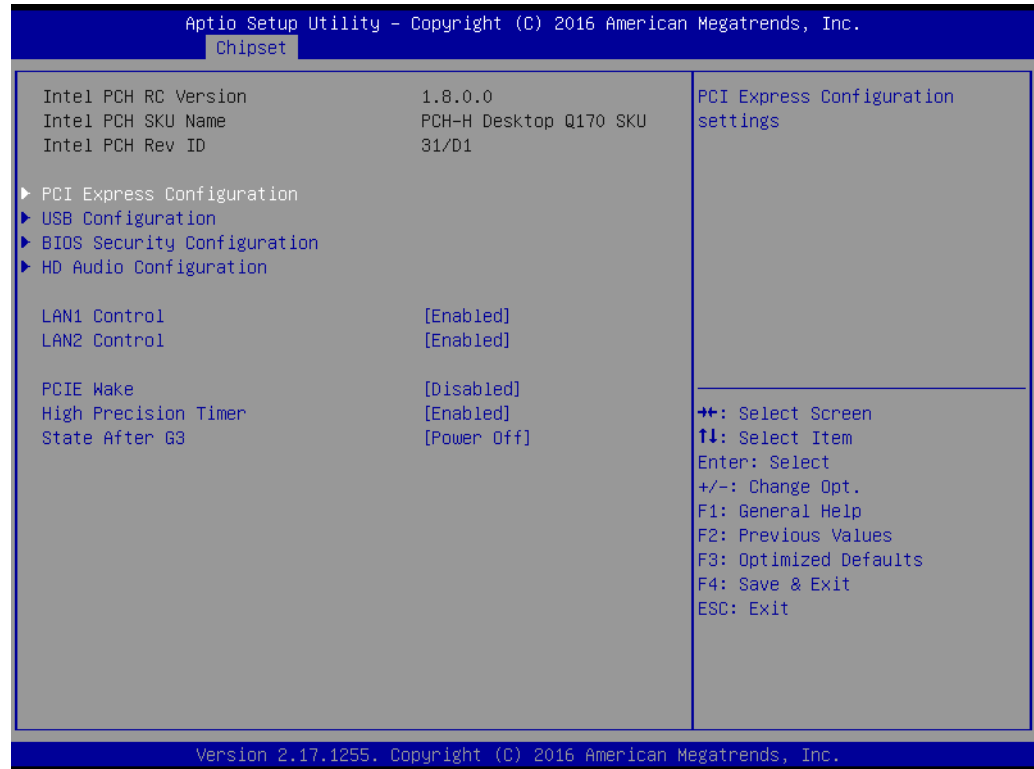 Aptio Setup Utility – Copyright (C) 2016 American Megatrends, Inc.
Chipset
Intel PCH RC Version 1.8.0.0
Intel PCH SKU Name PCH-H Desktop Q170 SKU
Intel PCH Rev ID 31/D1
▶ PCI Express Configuration
▶ USB Configuration
▶ BIOS Security Configuration
▶ HD Audio Configuration
LAN1 Control [Enabled]
LAN2 Control [Enabled]
PCIE Wake [Disabled]
High Precision Timer [Enabled]
State After G3 [Power Off]
PCI Express Configuration
settings
→←: Select Screen
↑↓: Select Item
Enter: Select
+/-: Change Opt.
F1: General Help
F2: Previous Values
F3: Optimized Defaults
F4: Save & Exit
ESC: Exit
Version 2.17.1255. Copyright (C) 2016 American Megatrends, Inc.